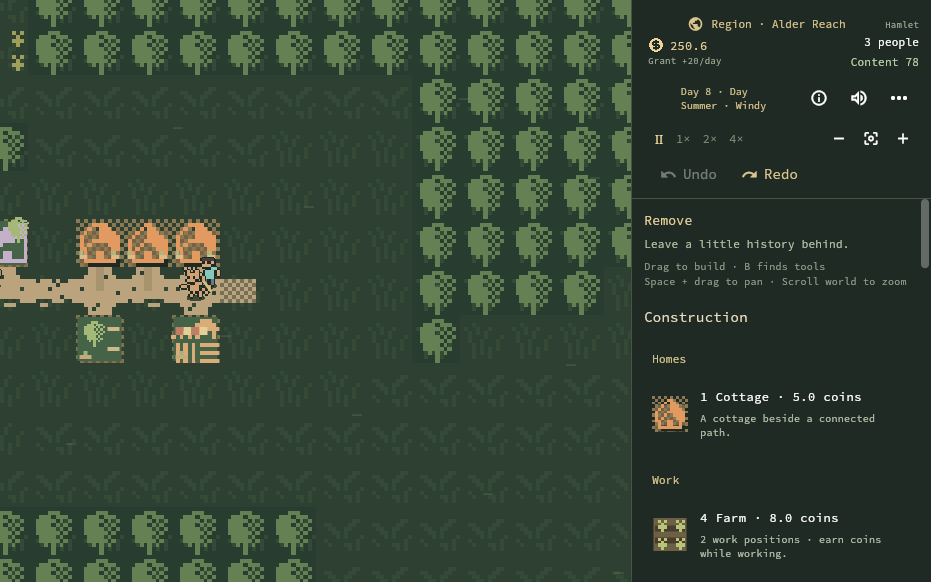 Region · Alder Reach
Hamlet
250.6
3 people
Grant +20/day
Content 78
Day 8 · Day
Summer · Windy
1× 2× 4×
Undo
Redo
Remove
Leave a little history behind.
Drag to build · B finds tools
Space + drag to pan · Scroll world to zoom
Construction
Homes
1 Cottage · 5.0 coins
A cottage beside a connected
path.
Work
4 Farm · 8.0 coins
2 work positions · earn coins
while working.